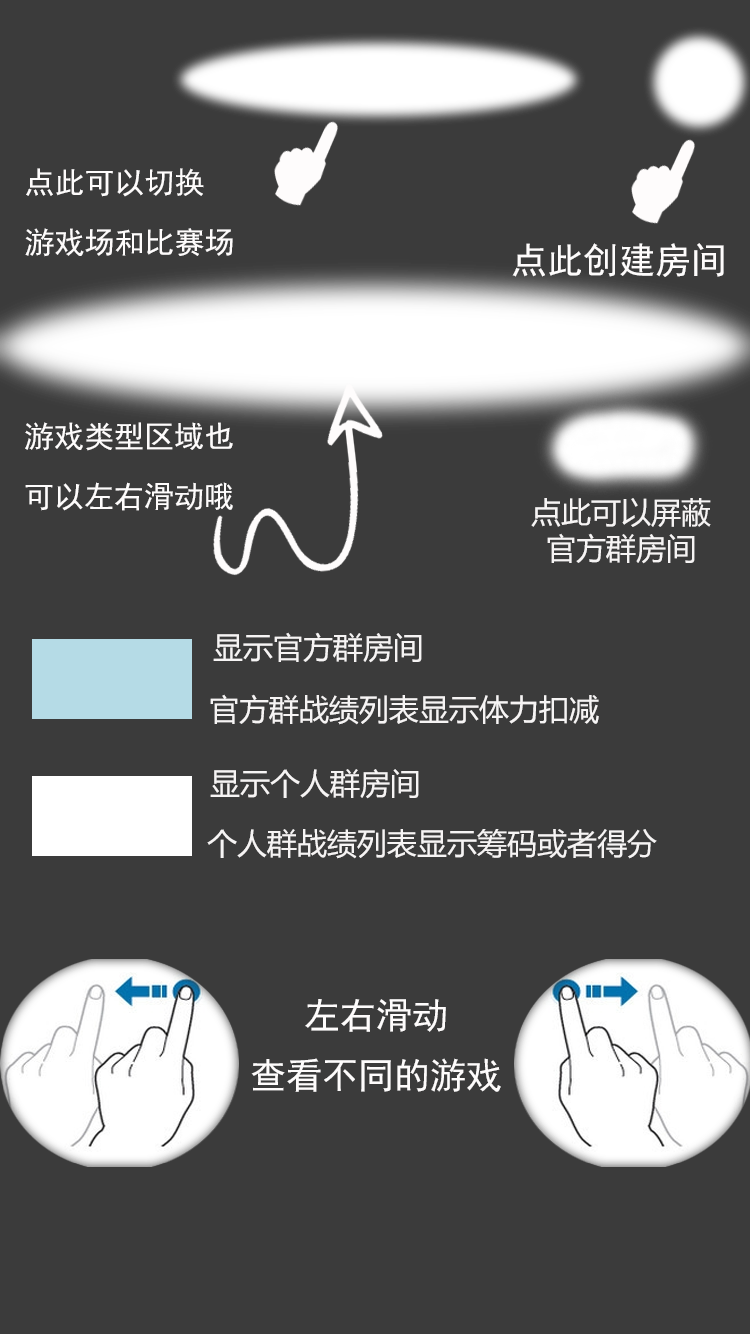 点此可以切换
游戏场和比赛场
点此创建房间
游戏类型区域也
可以左右滑动哦
点此可以屏蔽
官方群房间
显示官方群房间
官方群战绩列表显示体力扣减
显示个人群房间
个人群战绩列表显示筹码或者得分
左右滑动
查看不同的游戏